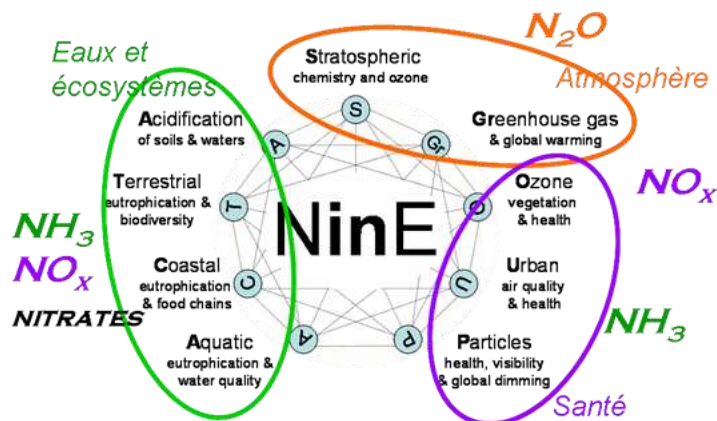 Eaux et
écosystèmes
N₂O
Atmosphère
Stratospheric
chemistry and ozone
Greenhouse gas
& global warming
Acidification
of soils & waters
Terrestrial
eutrophication &
biodiversity
Coastal
eutrophication
& food chains
Aquatic
eutrophication &
water quality
Ozone
vegetation
& health
Urban
air quality
& health
Particles
health, visibility
& global dimming
NinE
S
Gr
O
U
P
A
C
T
A
NH₃
NOₓ
NITRATES
NOₓ
NH₃
Santé